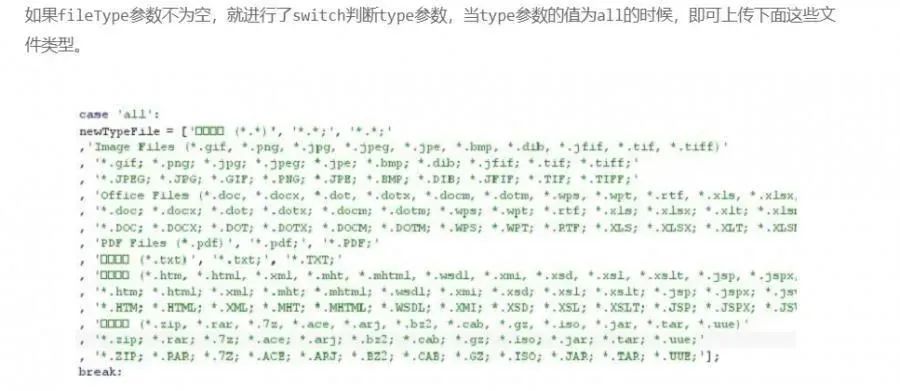 如果fileType参数不为空，就进行了switch判断type参数，当type参数的值为all的时候，即可上传下面这些文
件类型。
case 'all':
newTypeFile = ['□□□□ (*.*)', '*.*;', '*.*;'
,'Image Files (*.gif, *.png, *.jpg, *.jpeg, *.jpe, *.bmp, *.dib, *.jfif, *.tif, *.tiff)'
, '*.gif; *.png; *.jpg; *.jpeg; *.jpe; *.bmp; *.dib; *.jfif; *.tif; *.tiff;'
, '*.JPEG; *.JPG; *.GIF; *.PNG; *.JPE; *.BMP; *.DIB; *.JFIF; *.TIF; *.TIFF;'
, 'Office Files (*.doc, *.docx, *.dot, *.dotx, *.docm, *.dotm, *.wps, *.wpt, *.rtf, *.xls, *.xlsx,
, '*.doc; *.docx; *.dot; *.dotx; *.docm; *.dotm; *.wps; *.wpt; *.rtf; *.xls; *.xlsx; *.xlt; *.xlsm
, '*.DOC; *.DOCX; *.DOT; *.DOTX; *.DOCM; *.DOTM; *.WPS; *.WPT; *.RTF; *.XLS; *.XLSX; *.XLT; *.XLSM
, 'PDF Files (*.pdf)', '*.pdf;', '*.PDF;'
, '□□□□ (*.txt)', '*.txt;', '*.TXT;'
, '□□□□ (*.htm, *.html, *.xml, *.mht, *.mhtml, *.wsdl, *.xmi, *.xsd, *.xsl, *.xslt, *.jsp, *.jspx,
, '*.htm; *.html; *.xml; *.mht; *.mhtml; *.wsdl; *.xmi; *.xsd; *.xsl; *.xslt; *.jsp; *.jspx; *.js
, '*.HTM; *.HTML; *.XML; *.MHT; *.MHTML; *.WSDL; *.XMI; *.XSD; *.XSL; *.XSLT; *.JSP; *.JSPX; *.JS
, '□□□□ (*.zip, *.rar, *.7z, *.ace, *.arj, *.bz2, *.cab, *.gz, *.iso, *.jar, *.tar, *.uue)'
, '*.zip; *.rar; *.7z; *.ace; *.arj; *.bz2; *.cab; *.gz; *.iso; *.jar; *.tar; *.uue;'
, '*.ZIP; *.RAR; *.7Z; *.ACE; *.ARJ; *.BZ2; *.CAB; *.GZ; *.ISO; *.JAR; *.TAR; *.UUE;'];
break;